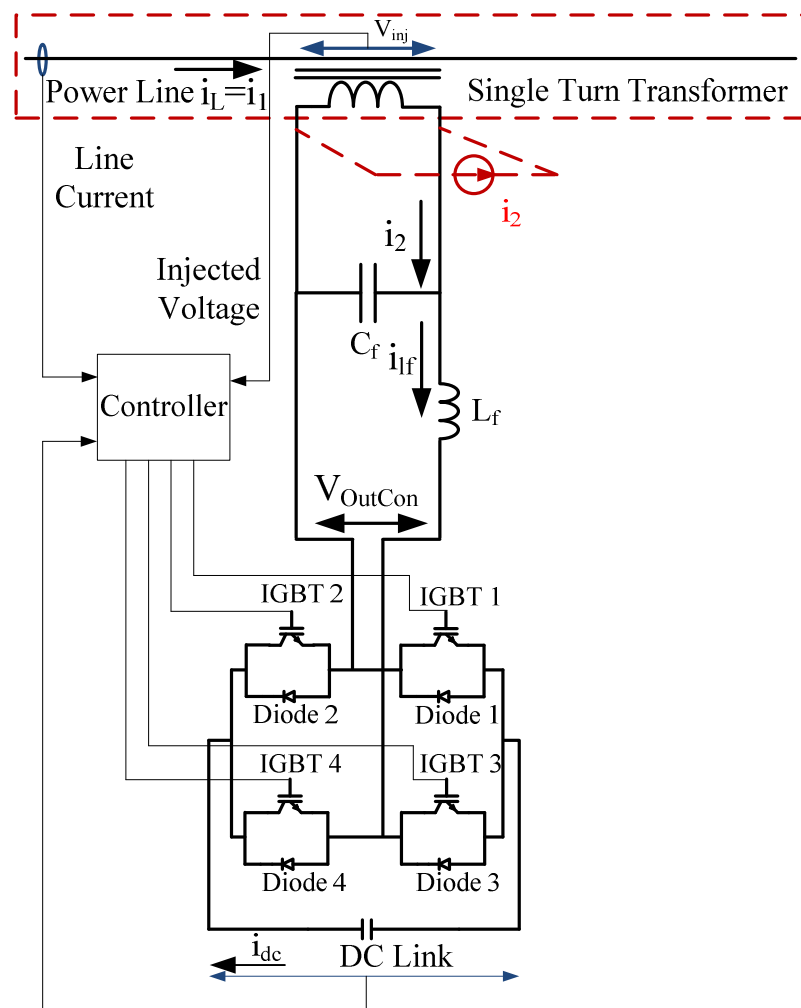 V_inj
Power Line i_L=i_1
Single Turn Transformer
Line
Current
i_2
i_2
Injected
Voltage
C_f
i_lf
Controller
L_f
V_OutCon
IGBT 2
IGBT 1
Diode 2
Diode 1
IGBT 4
IGBT 3
Diode 4
Diode 3
i_dc
DC Link